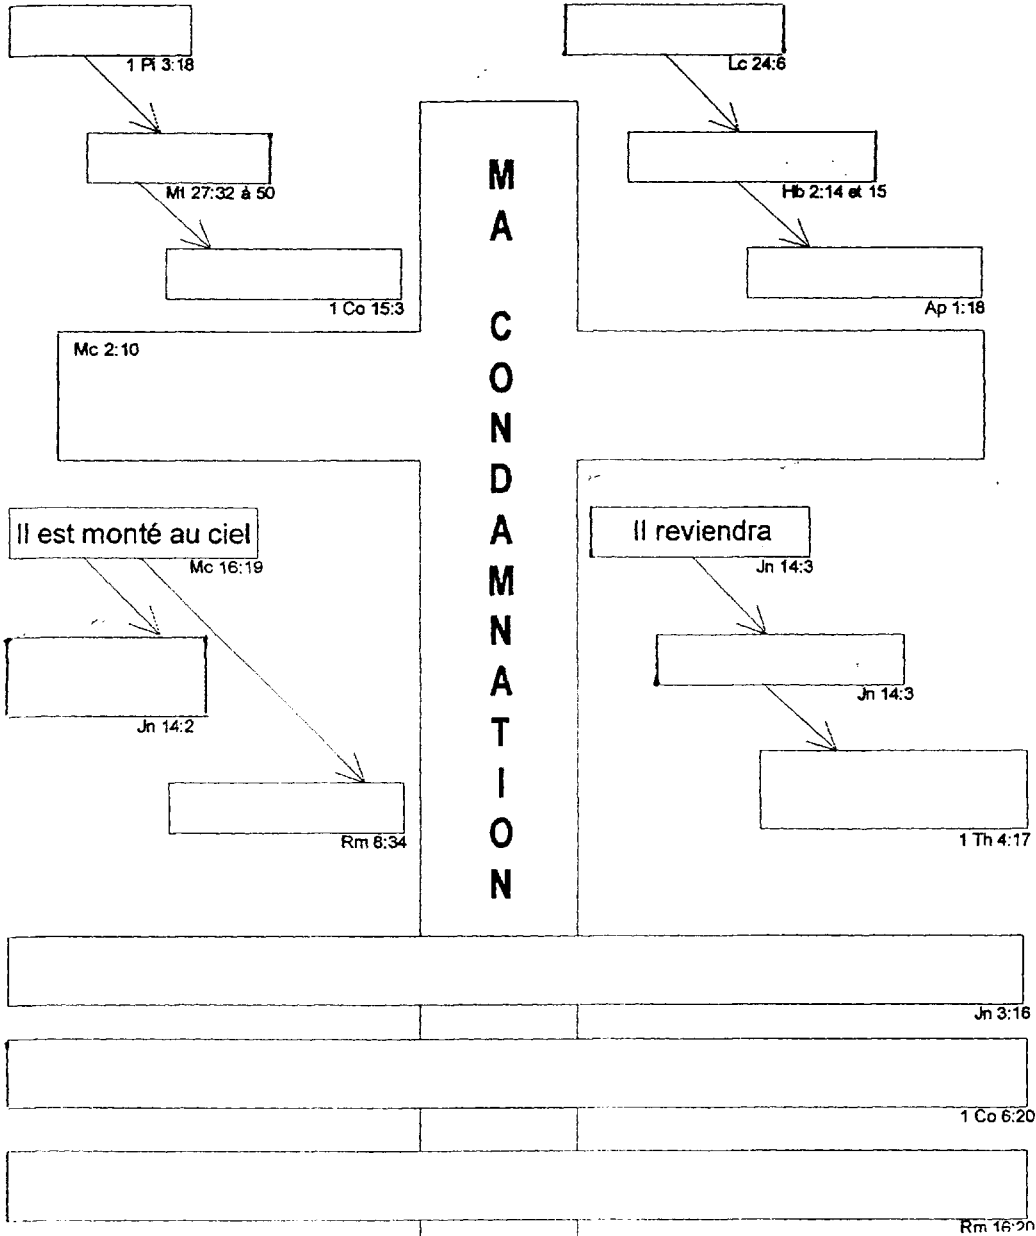 1 Pi 3:18
Lc 24:6
Mt 27:32 à 50
Hb 2:14 et 15
1 Co 15:3
Ap 1:18
MA CONDAMNATION
Mc 2:10
Il est monté au ciel
Il reviendra
Mc 16:19
Jn 14:3
Jn 14:2
Jn 14:3
Rm 8:34
1 Th 4:17
Jn 3:16
1 Co 6:20
Rm 16:20